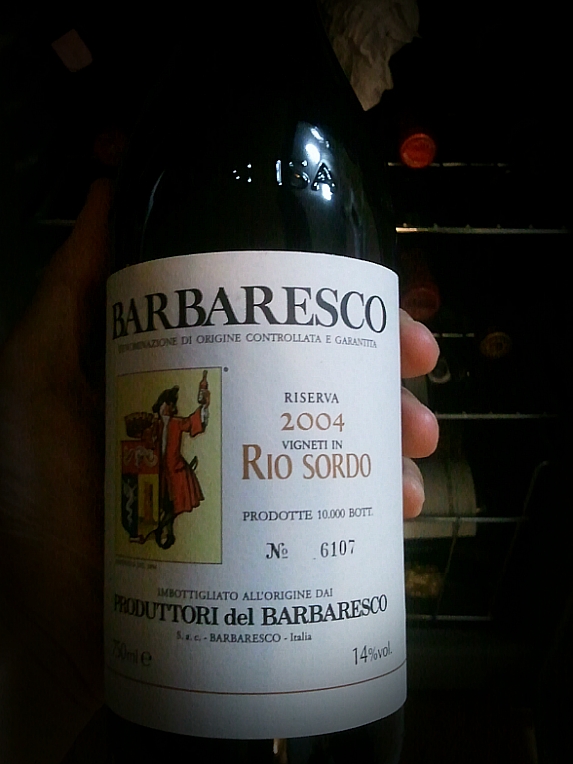 BARBARESCO
DENOMINAZIONE DI ORIGINE CONTROLLATA E GARANTITA
RISERVA
2004
VIGNETI IN
RIO SORDO
PRODOTTE 10.000 BOTT.
№ 6107
IMBOTTIGLIATO ALL'ORIGINE DAI
PRODUTTORI del BARBARESCO
S. a. c. - BARBARESCO - Italia
750ml e 14%vol.